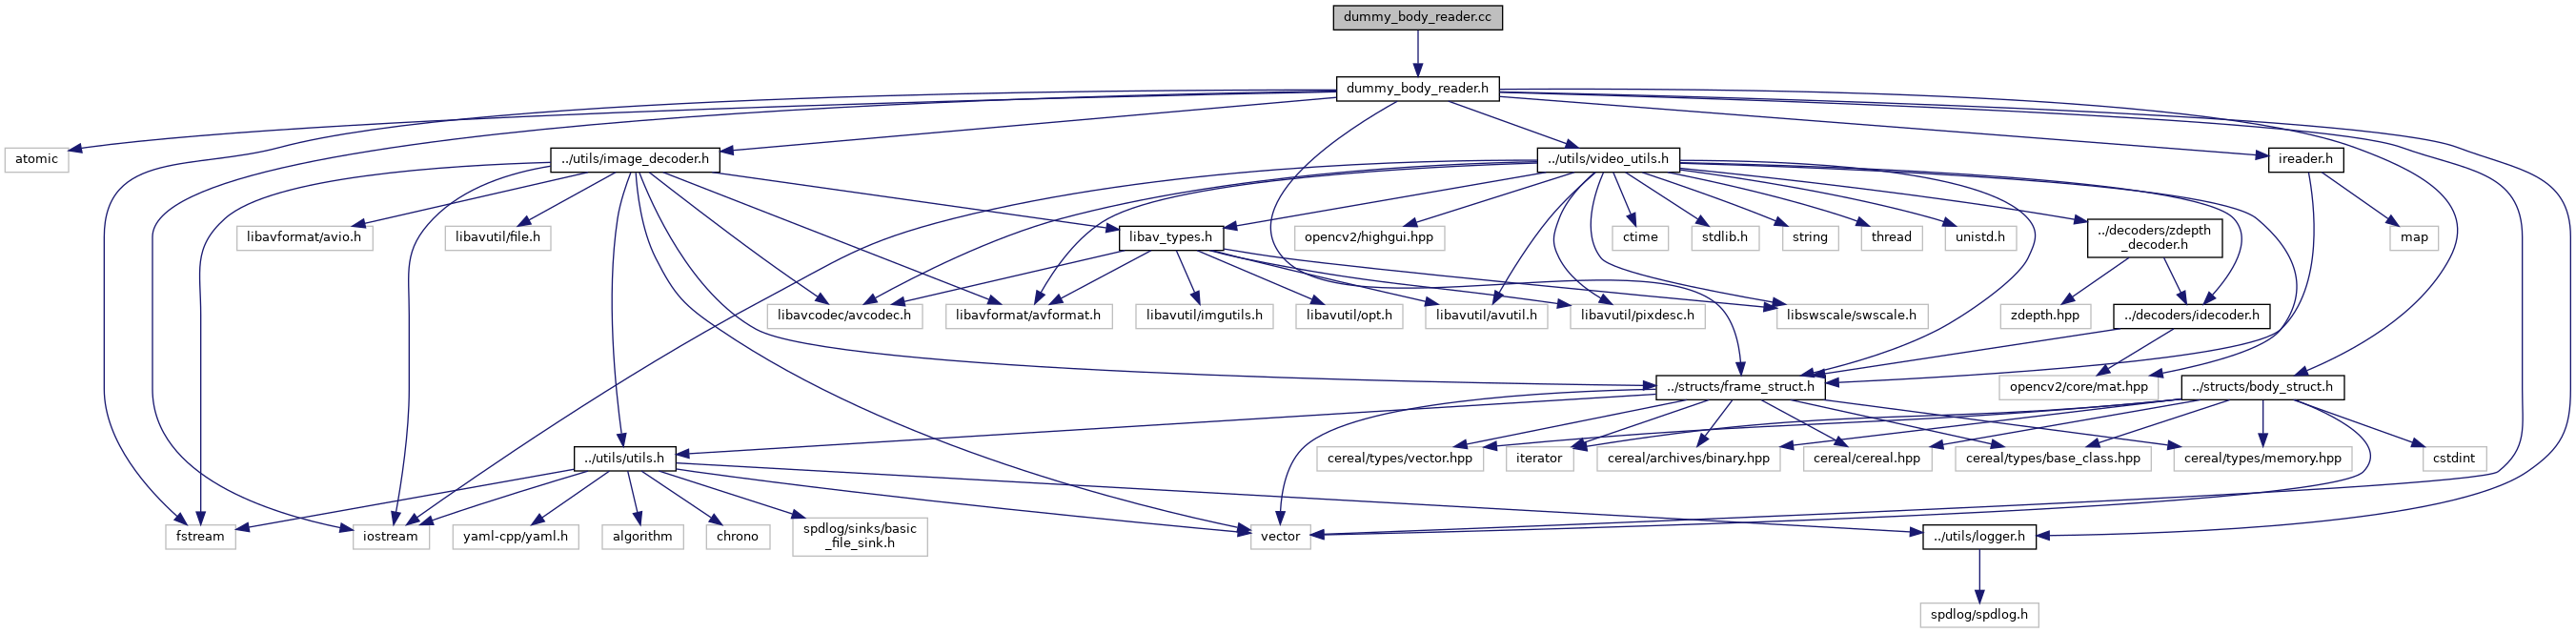 dummy_body_reader.cc
dummy_body_reader.h
atomic
../utils/image_decoder.h
../utils/video_utils.h
ireader.h
libavformat/avio.h
libavutil/file.h
libav_types.h
opencv2/highgui.hpp
ctime
stdlib.h
string
thread
unistd.h
../decoders/zdepth
_decoder.h
map
libavcodec/avcodec.h
libavformat/avformat.h
libavutil/imgutils.h
libavutil/opt.h
libavutil/avutil.h
libavutil/pixdesc.h
libswscale/swscale.h
zdepth.hpp
../decoders/idecoder.h
../structs/frame_struct.h
opencv2/core/mat.hpp
../structs/body_struct.h
../utils/utils.h
cereal/types/vector.hpp
iterator
cereal/archives/binary.hpp
cereal/cereal.hpp
cereal/types/base_class.hpp
cereal/types/memory.hpp
cstdint
fstream
iostream
yaml-cpp/yaml.h
algorithm
chrono
spdlog/sinks/basic
_file_sink.h
vector
../utils/logger.h
spdlog/spdlog.h